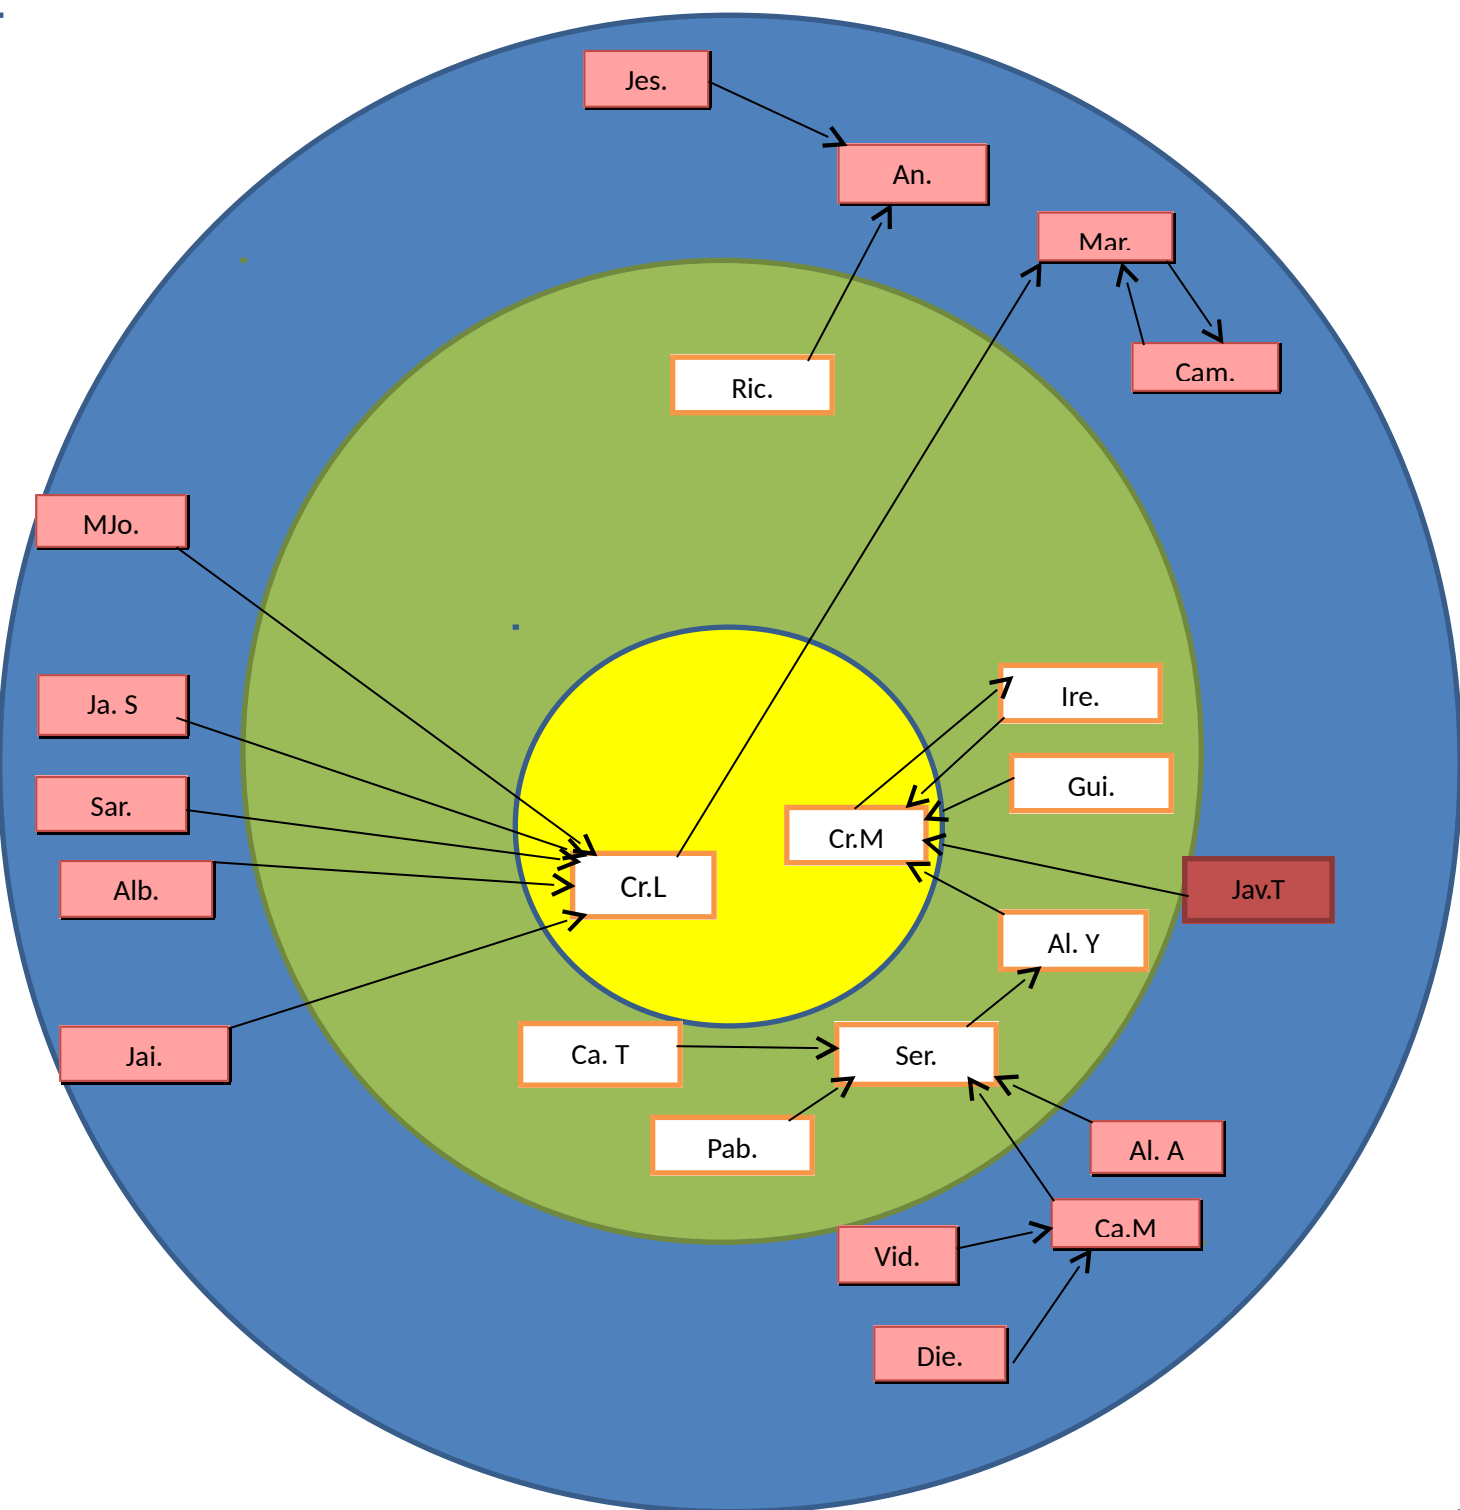 Jes.
An.
Mar.
Cam.
Ric.
MJo.
Ire.
Ja. S
Gui.
Sar.
Cr.M
Alb.
Cr.L
Jav.T
Al. Y
Jai.
Ca. T
Ser.
Pab.
Al. A
Ca.M
Vid.
Die.